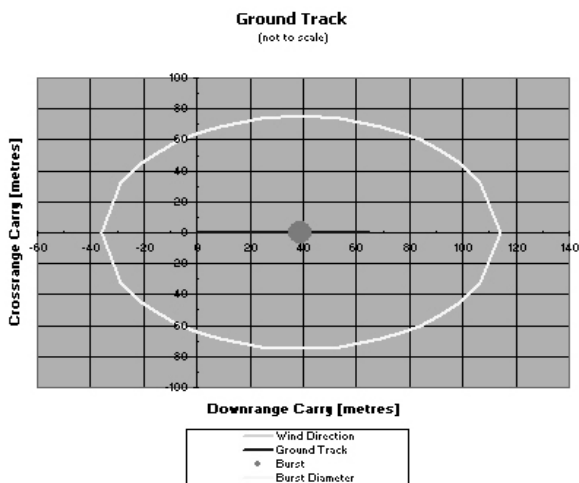 Ground Track
(not to scale)
Crossrange Carry [metres]
100
80
60
40
20
0
-20
-40
-60
-80
-100
-60
-40
-20
0
20
40
60
80
100
120
140
Downrange Carry [metres]
Wind Direction
Ground Track
Burst
Burst Diameter